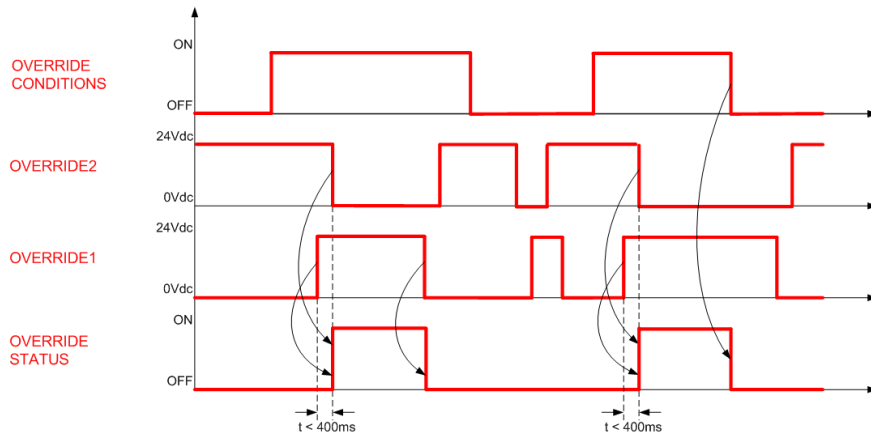 ON
OVERRIDE
CONDITIONS
OFF
24Vdc
OVERRIDE2
0Vdc
24Vdc
OVERRIDE1
0Vdc
ON
OVERRIDE
STATUS
OFF
t < 400ms
t < 400ms